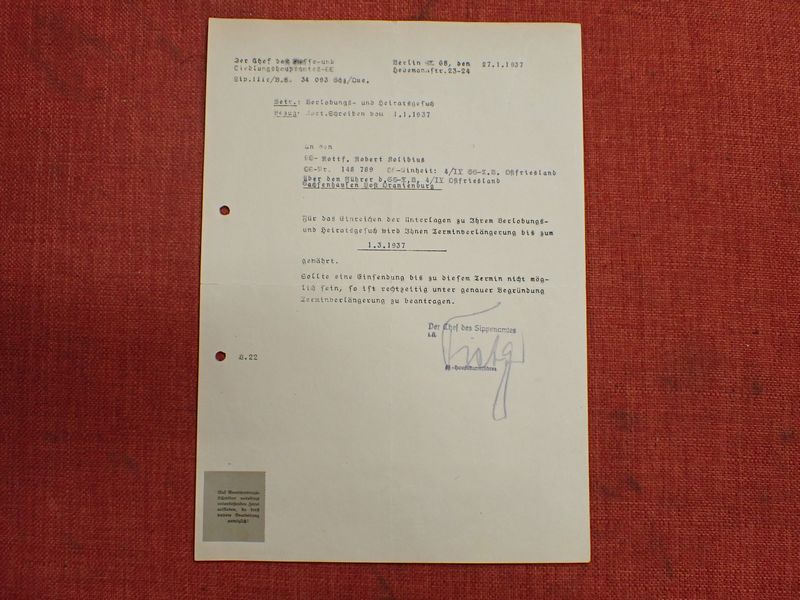 Der Chef des Rasse-und
Siedlungshauptamtes-SS
Sip.IIIc/B.S. 34 093
Berlin SW 68, den 27.1.1937
Hedemannstr.23-24
Betr.: Verlobungs- und Heiratsgesuch
Bezug: Dort.Schreiben vom 1.1.1937
An den
SS- Rottf. Robert Kolibius
SS-Nr. 148 789 SS-Einheit: 4/IV SS-T.V. Oſtfriesland
über den Führer d.SS-T.V. 4/IV Oſtfriesland
Sachſenhauſen Poſt Oranienburg
Für das Einreichen der Unterlagen zu Ihrem Verlobungs-
und Heiratsgeſuch wird Ihnen Terminverlängerung bis zum
1.3.1937
gewährt.
Sollte eine Einſendung bis zu dieſem Termin nicht mög-
lich ſein, ſo iſt rechtzeitig unter genauer Begründung
Terminverlängerung zu beantragen.
Der Chef des Sippenamtes
i.A.
SS-Hauptſturmführer
V.22